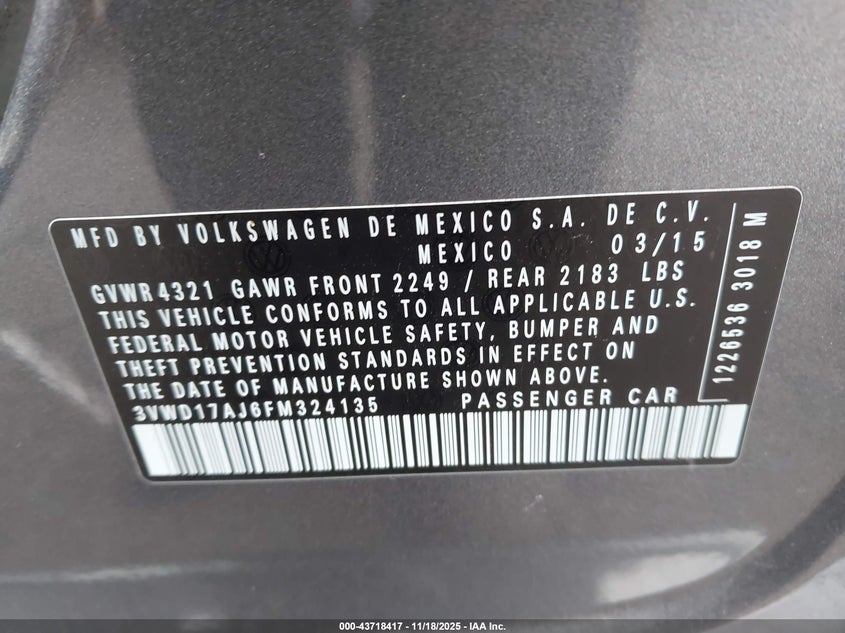 MFD BY VOLKSWAGEN DE MEXICO S.A. DE C.V.
MEXICO 03/15
GVWR 4321 GAWR FRONT 2249 / REAR 2183 LBS
THIS VEHICLE CONFORMS TO ALL APPLICABLE U.S.
FEDERAL MOTOR VEHICLE SAFETY, BUMPER AND
THEFT PREVENTION STANDARDS IN EFFECT ON
THE DATE OF MANUFACTURE SHOWN ABOVE.
3VWD17AJ6FM324135 PASSENGER CAR
1226536 3018 M
000-43718417 - 11/18/2025 - IAA Inc.